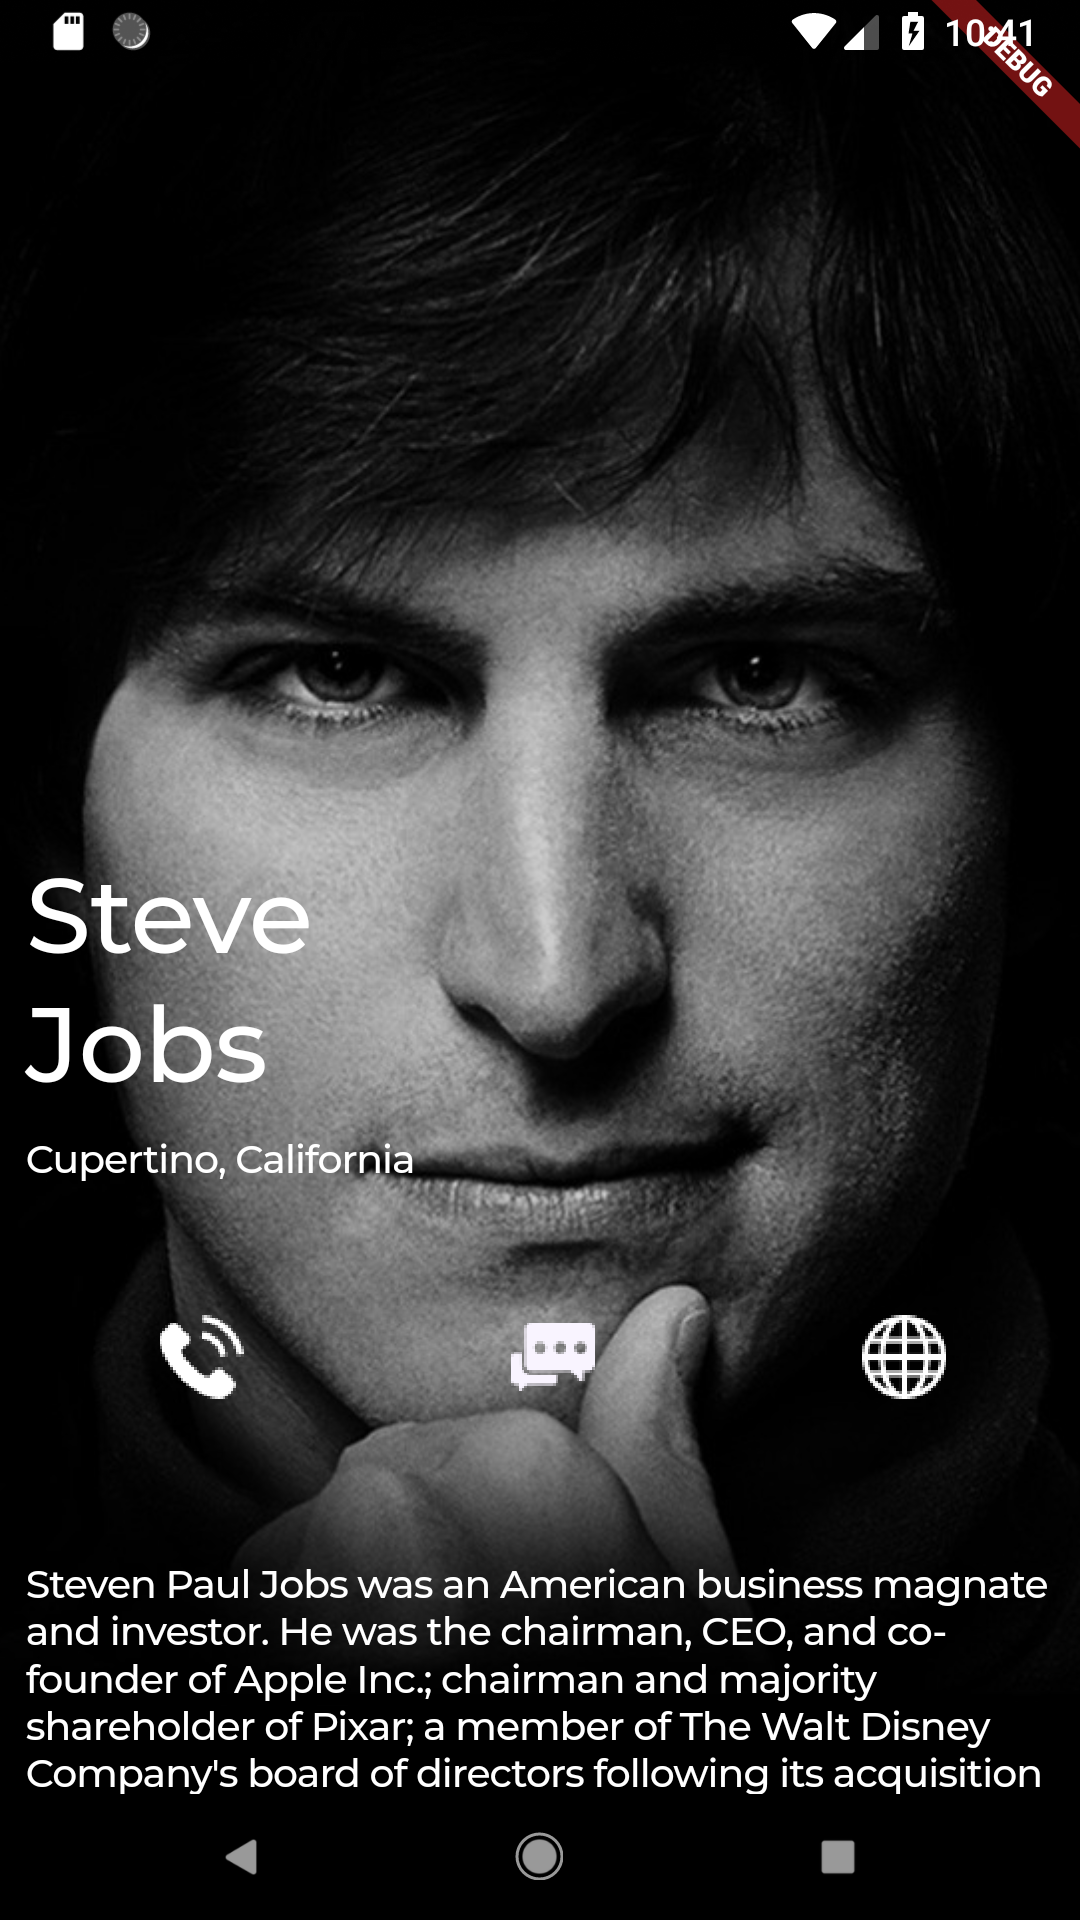 10:41
DEBUG
Steve
Jobs
Cupertino, California
Steven Paul Jobs was an American business magnate
and investor. He was the chairman, CEO, and co-
founder of Apple Inc.; chairman and majority
shareholder of Pixar; a member of The Walt Disney
Company's board of directors following its acquisition